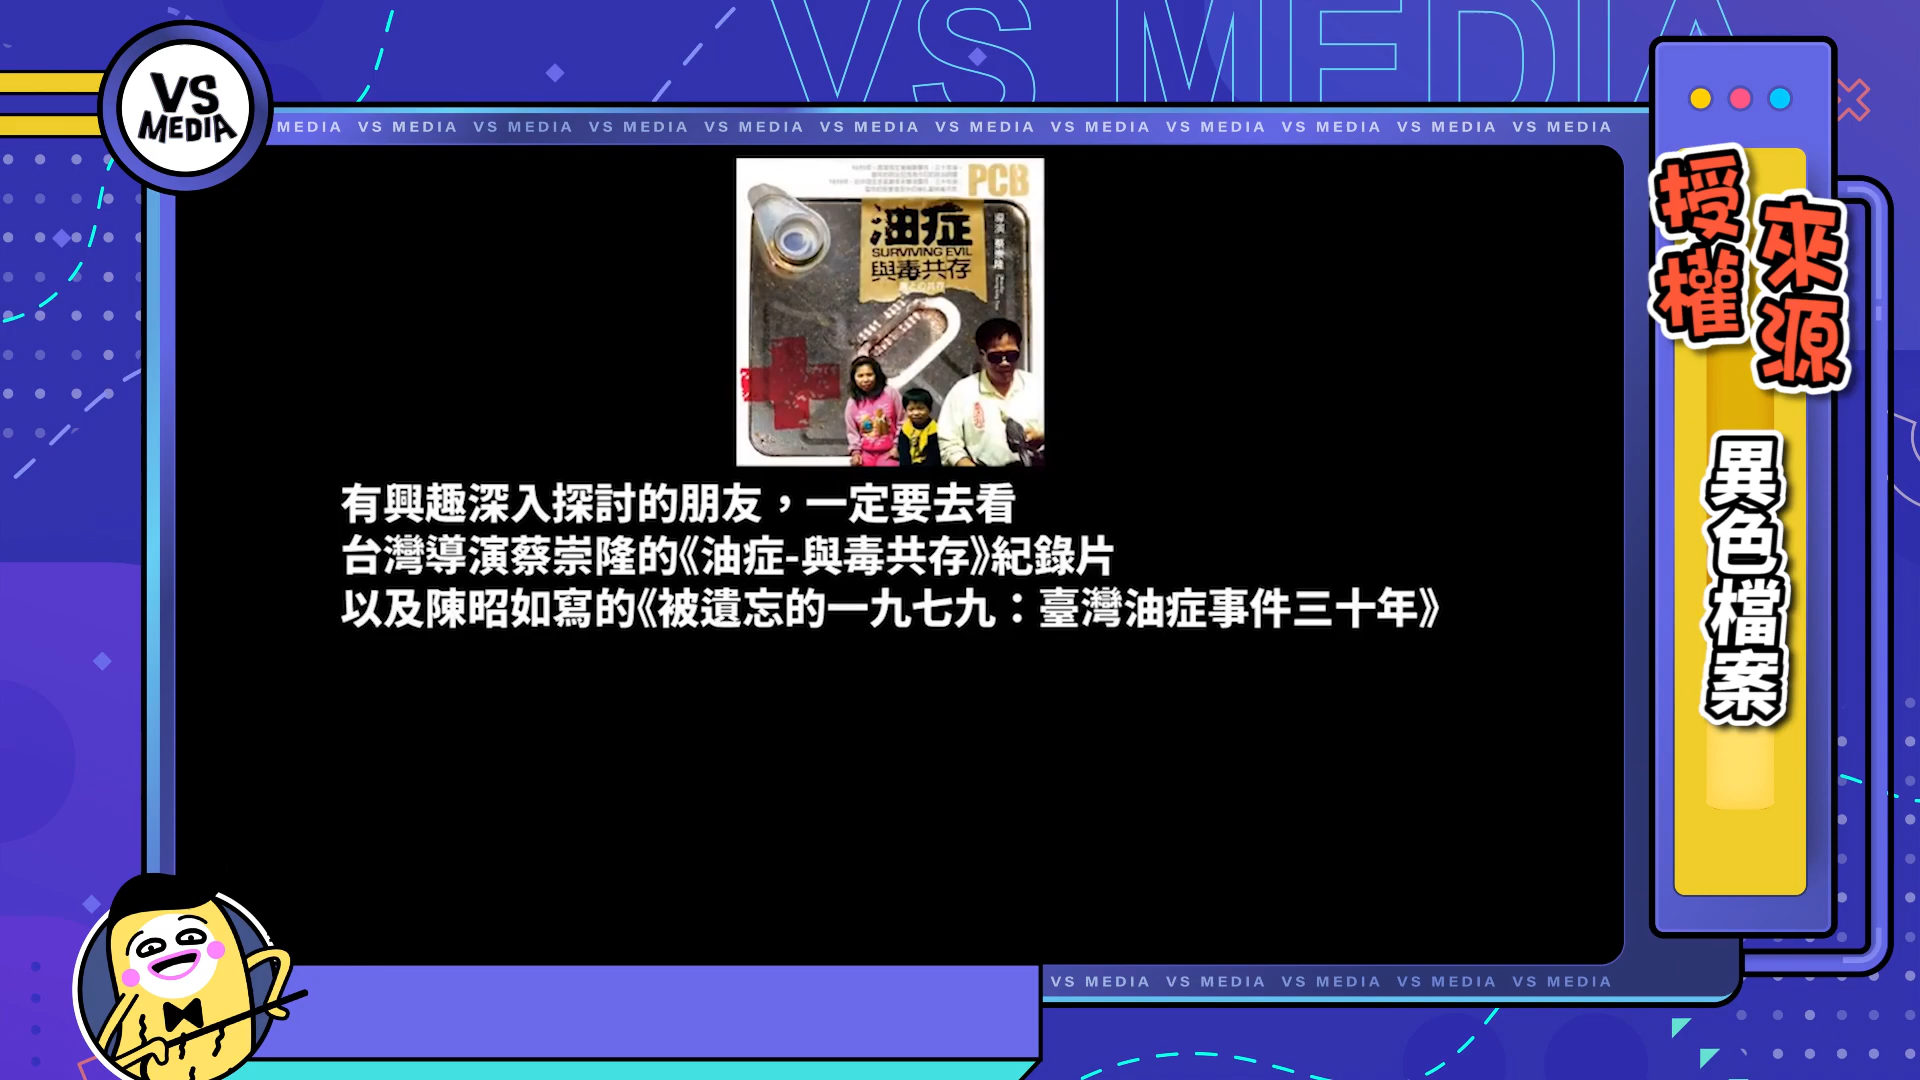 VS MEDIA
VS
MEDIA
MEDIA VS MEDIA VS MEDIA VS MEDIA VS MEDIA VS MEDIA VS MEDIA VS MEDIA VS MEDIA VS MEDIA VS MEDIA VS MEDIA
PCB
油症
SURVIVING EVIL
與毒共存
導演 蔡崇隆
有興趣深入探討的朋友，一定要去看
台灣導演蔡崇隆的《油症-與毒共存》紀錄片
以及陳昭如寫的《被遺忘的一九七九：臺灣油症事件三十年》
來源
授權
異色檔案
VS MEDIA VS MEDIA VS MEDIA VS MEDIA VS MEDIA